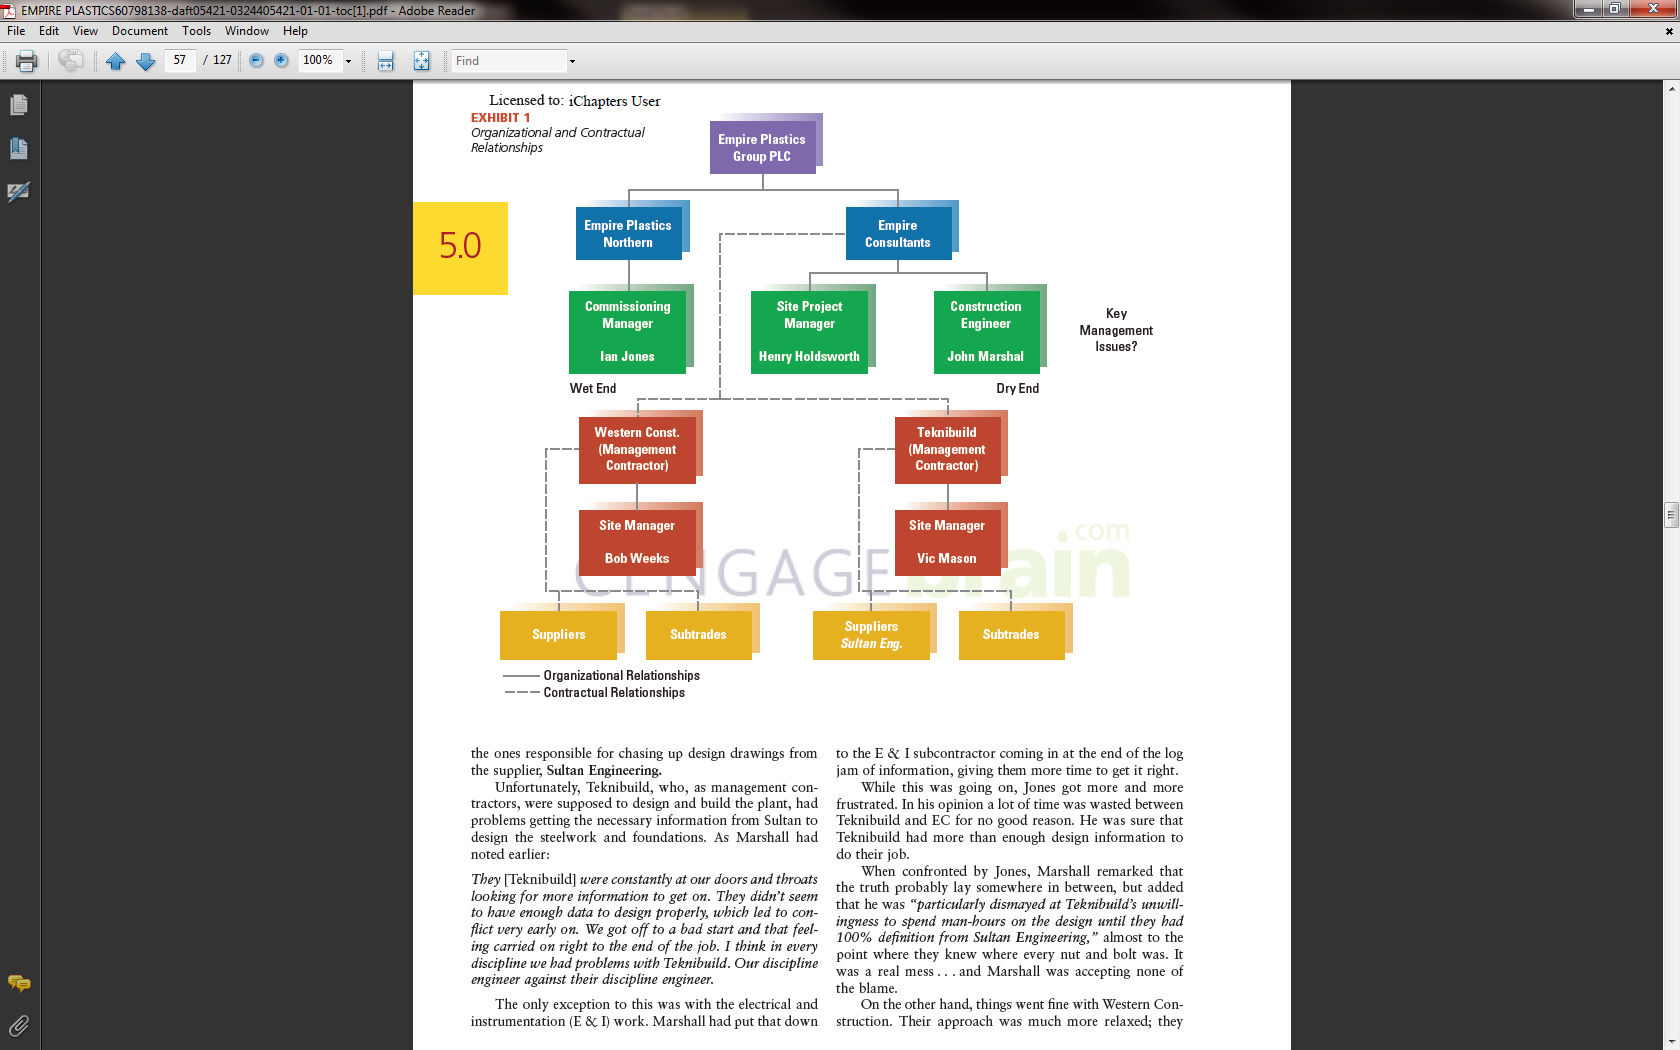 EMPIRE PLASTICS60798138-daft05421-0324405421-01-01-toc[1].pdf - Adobe Reader
File Edit View Document Tools Window Help
57 / 127 100% Find
Licensed to: iChapters User
EXHIBIT 1
Organizational and Contractual
Relationships
Empire Plastics
Group PLC
5.0
Empire Plastics
Northern
Empire
Consultants
Commissioning
Manager
Ian Jones
Site Project
Manager
Henry Holdsworth
Construction
Engineer
John Marshal
Key
Management
Issues?
Wet End
Dry End
Western Const.
(Management
Contractor)
Teknibuild
(Management
Contractor)
Site Manager
Bob Weeks
Site Manager
Vic Mason
CENGAGE brain
.com
Suppliers
Subtrades
Suppliers
Sultan Eng.
Subtrades
Organizational Relationships
Contractual Relationships
the ones responsible for chasing up design drawings from
the supplier, Sultan Engineering.
Unfortunately, Teknibuild, who, as management con-
tractors, were supposed to design and build the plant, had
problems getting the necessary information from Sultan to
design the steelwork and foundations. As Marshall had
noted earlier:
They [Teknibuild] were constantly at our doors and throats
looking for more information to get on. They didn't seem
to have enough data to design properly, which led to con-
flict very early on. We got off to a bad start and that feel-
ing carried on right to the end of the job. I think in every
discipline we had problems with Teknibuild. Our discipline
engineer against their discipline engineer.
The only exception to this was with the electrical and
instrumentation (E & I) work. Marshall had put that down
to the E & I subcontractor coming in at the end of the log
jam of information, giving them more time to get it right.
While this was going on, Jones got more and more
frustrated. In his opinion a lot of time was wasted between
Teknibuild and EC for no good reason. He was sure that
Teknibuild had more than enough design information to
do their job.
When confronted by Jones, Marshall remarked that
the truth probably lay somewhere in between, but added
that he was "particularly dismayed at Teknibuild's unwill-
ingness to spend man-hours on the design until they had
100% definition from Sultan Engineering," almost to the
point where they knew where every nut and bolt was. It
was a real mess . . . and Marshall was accepting none of
the blame.
On the other hand, things went fine with Western Con-
struction. Their approach was much more relaxed; they